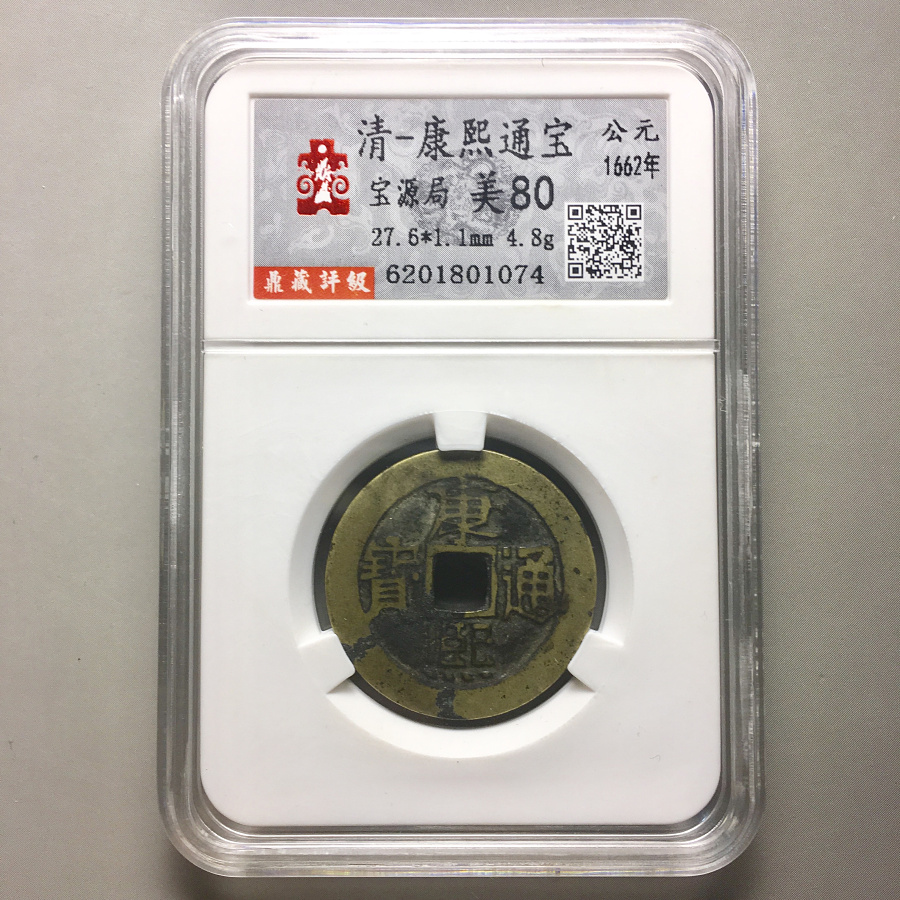 清-康熙通宝
公元
1662年
宝源局 美80
27.6*1.1mm 4.8g
鼎藏評級 6201801074
康熙通寶